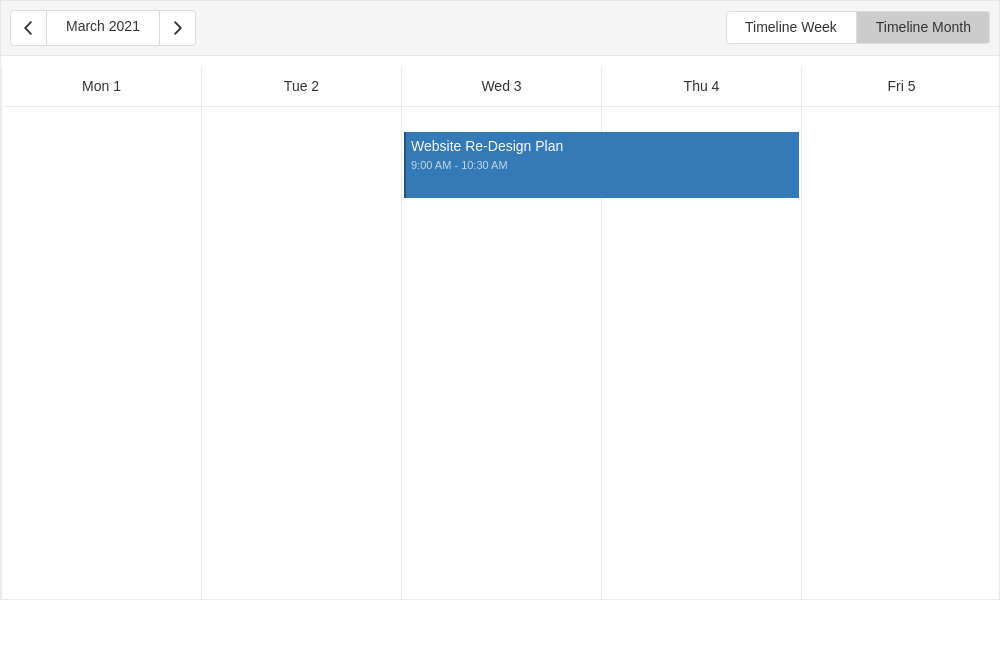 March 2021
Timeline Week
Timeline Month
Mon 1
Tue 2
Wed 3
Thu 4
Fri 5
Website Re-Design Plan
9:00 AM - 10:30 AM